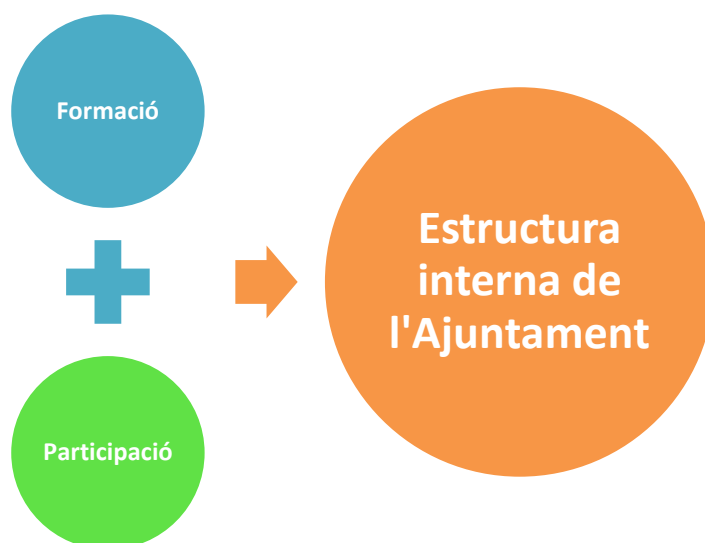 Formació
Participació
Estructura
interna de
l'Ajuntament